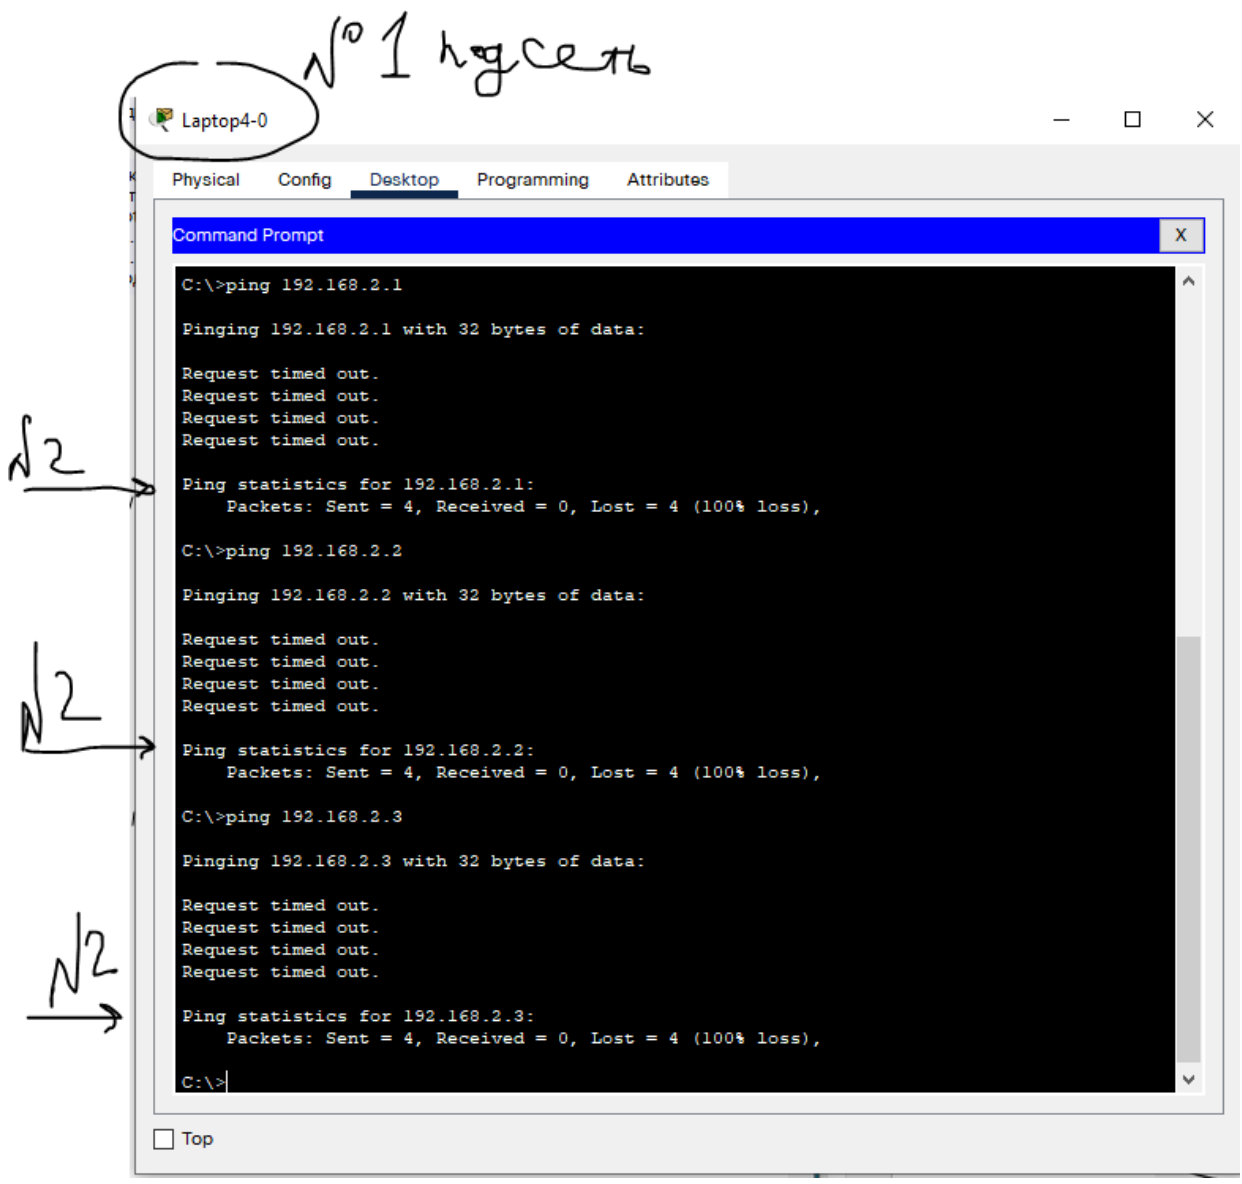 № 1 подсеть
Laptop4-0
Physical Config Desktop Programming Attributes
Command Prompt X
C:\>ping 192.168.2.1
Pinging 192.168.2.1 with 32 bytes of data:
Request timed out.
Request timed out.
Request timed out.
Request timed out.
№2
Ping statistics for 192.168.2.1:
Packets: Sent = 4, Received = 0, Lost = 4 (100% loss),
C:\>ping 192.168.2.2
Pinging 192.168.2.2 with 32 bytes of data:
Request timed out.
Request timed out.
Request timed out.
Request timed out.
№2
Ping statistics for 192.168.2.2:
Packets: Sent = 4, Received = 0, Lost = 4 (100% loss),
C:\>ping 192.168.2.3
Pinging 192.168.2.3 with 32 bytes of data:
Request timed out.
Request timed out.
Request timed out.
Request timed out.
№2
Ping statistics for 192.168.2.3:
Packets: Sent = 4, Received = 0, Lost = 4 (100% loss),
C:\>
Top